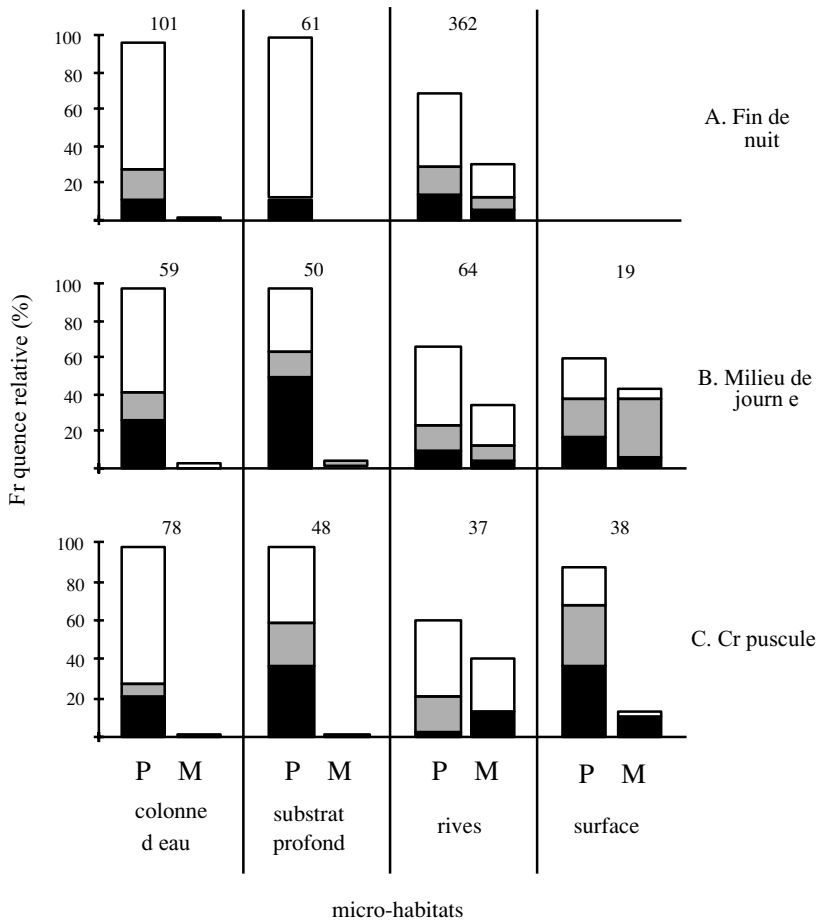 101 61 362
100
80
60
40
20
A. Fin de
nuit
59 50 64 19
100
80
60
40
20
B. Milieu de
journ e
Fr quence relative (%)
78 48 37 38
100
80
60
40
20
C. Cr puscule
P M P M P M P M
colonne
d eau
substrat
profond
rives
surface
micro-habitats